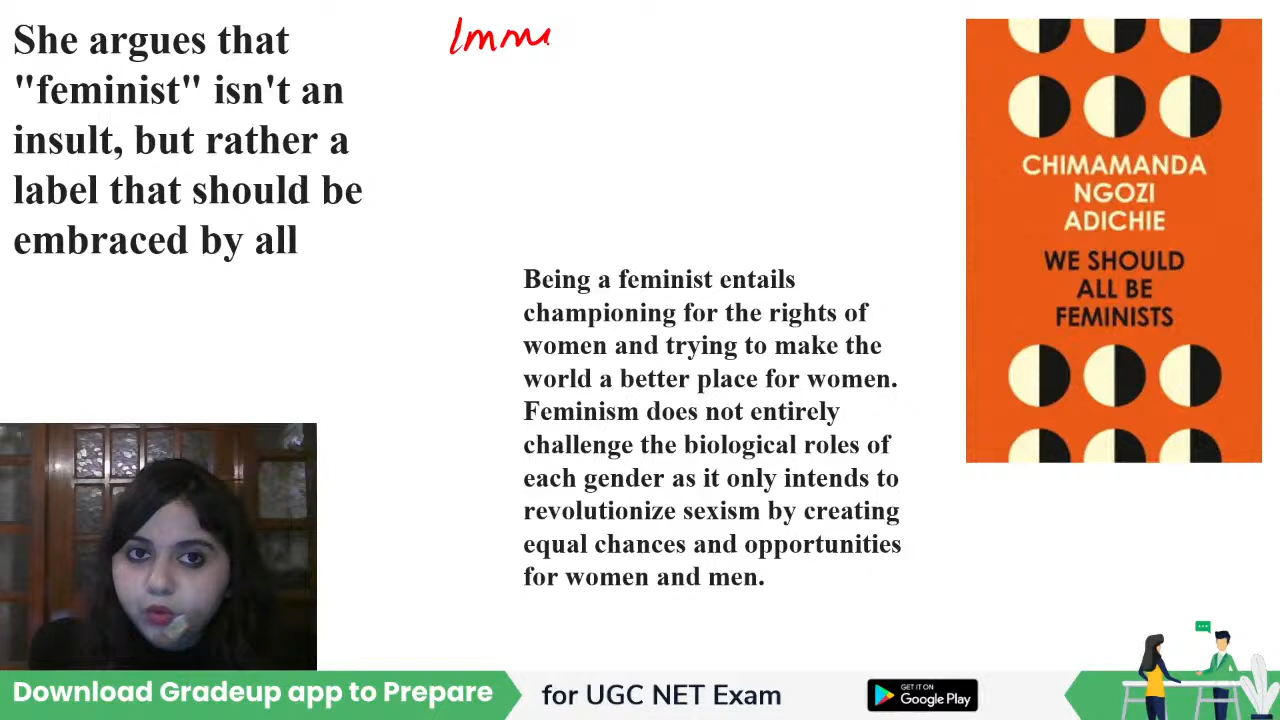 She argues that
"feminist" isn't an
insult, but rather a
label that should be
embraced by all
Imm
Being a feminist entails
championing for the rights of
women and trying to make the
world a better place for women.
Feminism does not entirely
challenge the biological roles of
each gender as it only intends to
revolutionize sexism by creating
equal chances and opportunities
for women and men.
CHIMAMANDA
NGOZI
ADICHIE
WE SHOULD
ALL BE
FEMINISTS
Download Gradeup app to Prepare
for UGC NET Exam
GET IT ON
Google Play